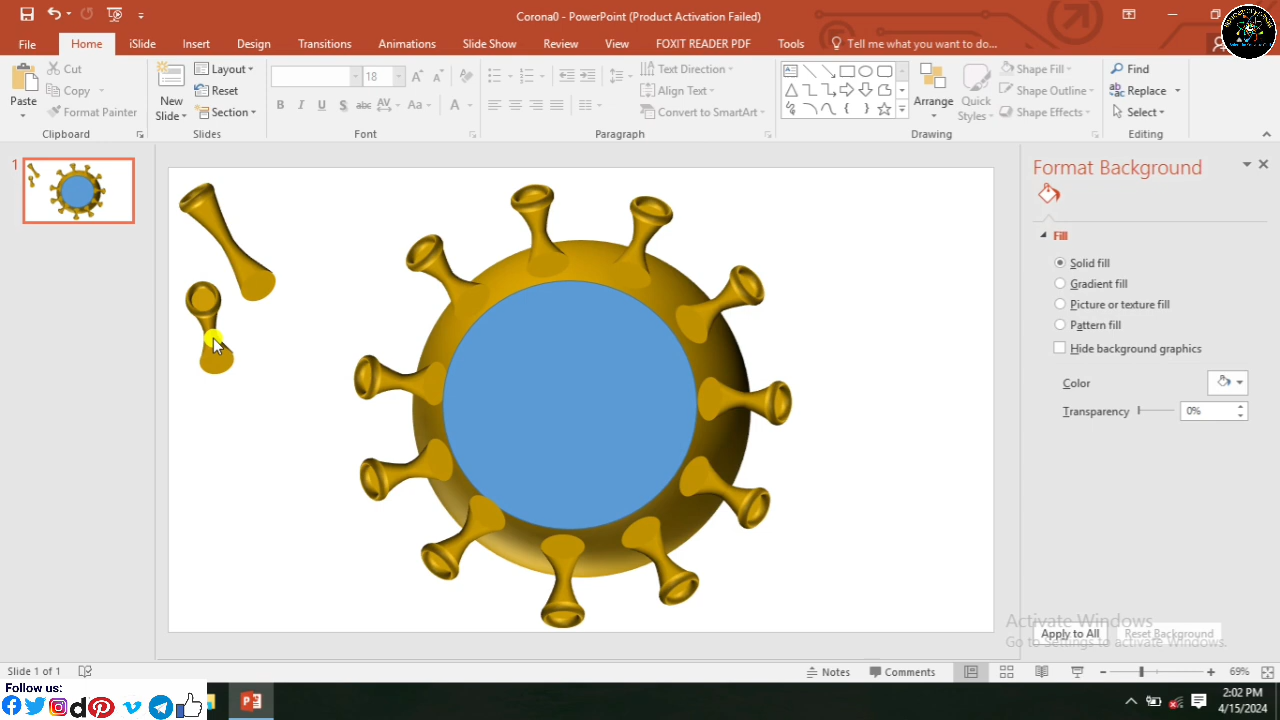 Corona0 - PowerPoint (Product Activation Failed)
File Home iSlide Insert Design Transitions Animations Slide Show Review View FOXIT READER PDF Tools Tell me what you want to do...
Paste
Cut
Copy
Format Painter
Clipboard
New
Slide
Layout
Reset
Section
Slides
18
B I U S abc AV Aa A
Font
Text Direction
Align Text
Convert to SmartArt
Paragraph
Arrange
Quick
Styles
Shape Fill
Shape Outline
Shape Effects
Drawing
Find
Replace
Select
Editing
1
Format Background
Fill
Solid fill
Gradient fill
Picture or texture fill
Pattern fill
Hide background graphics
Color
Transparency 0%
Activate Windows
Go to Settings to activate Windows.
Apply to All Reset Background
Slide 1 of 1 Notes Comments 69%
Follow us:
2:02 PM
4/15/2024